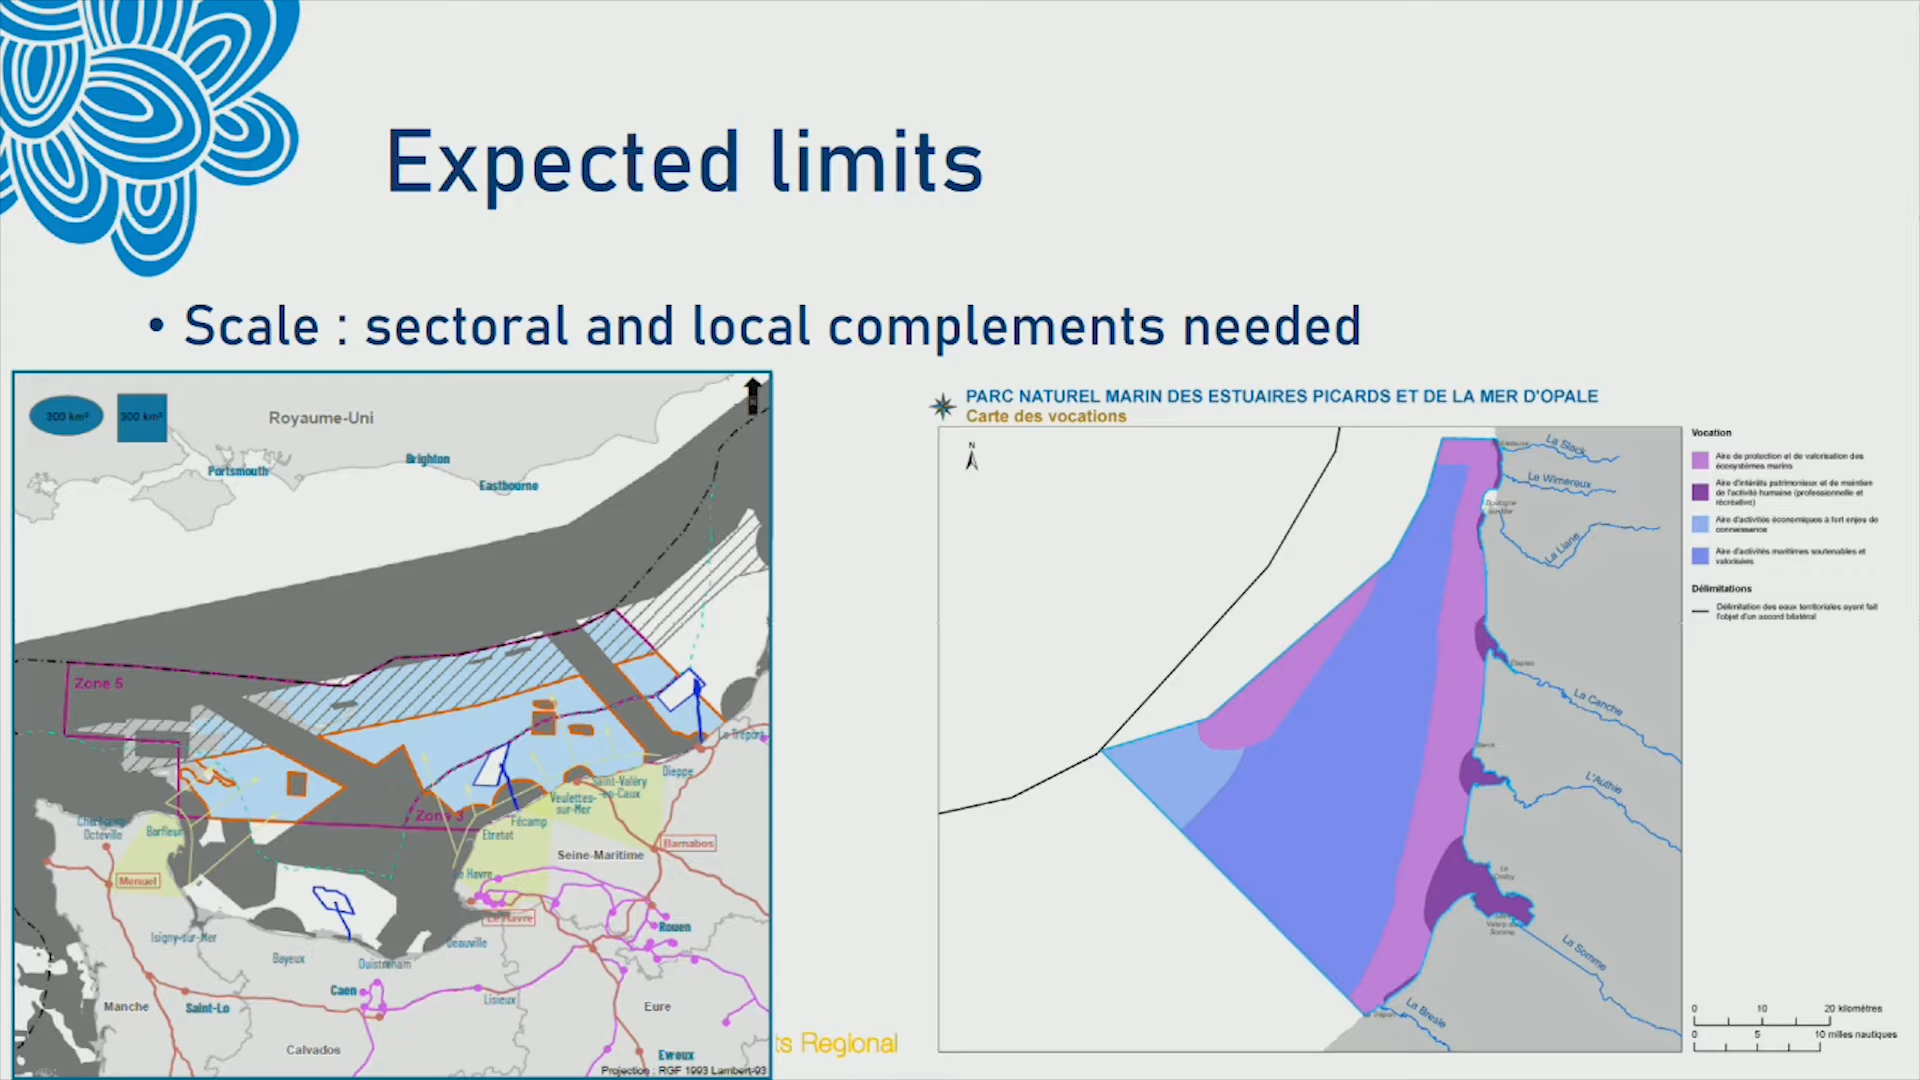 Expected limits
• Scale : sectoral and local complements needed
300 km²
300 km²
Royaume-Uni
Portsmouth
Brighton
Eastbourne
Zone 5
Zone 3
Le Tréport
Dieppe
Saint-Valéry
-en-Caux
Veulettes-
sur-Mer
Fécamp
Etretat
Cherbourg-
Octeville
Barfleur
Seine-Maritime
Barnabos
Menuel
Le Havre
Le Havre
Rouen
Isigny-sur-Mer
Bayeux
Ouistreham
Deauville
Caen
Lisieux
Manche
Saint-Lo
Eure
Calvados
Evreux
Projection : RGF 1993 Lambert-93
ts Regional
PARC NATUREL MARIN DES ESTUAIRES PICARDS ET DE LA MER D'OPALE
Carte des vocations
N
La Slack
Le Wimereux
Boulogne
sur-Mer
La Liane
Étaples
La Canche
Berck
L'Authie
Le
Crotoy
La Somme
La Bresle
Vocation
Aire de protection et de valorisation des
écosystèmes marins
Aire d'intérêts patrimoniaux et de maintien
de l'activité humaine (professionnelle et
récréative)
Aire d'activités économiques à fort enjeu de
connaissance
Aire d'activités maritimes soutenables et
valorisées
Délimitations
Délimitation des eaux territoriales ayant fait
l'objet d'un accord bilatéral
0 10 20 kilomètres
0 5 10 milles nautiques